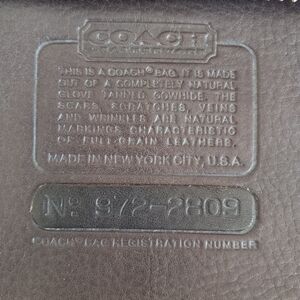 COACH
THIS IS A COACH® BAG. IT IS MADE
OUT OF A COMPLETELY NATURAL
GLOVE TANNED COWHIDE. THE
SCARS, SCRATCHES, VEINS
AND WRINKLES ARE NATURAL
MARKINGS CHARACTERISTIC
OF FULL GRAIN LEATHERS.
MADE IN NEW YORK CITY, U.S.A.
No 972-2809
COACH® BAG REGISTRATION NUMBER